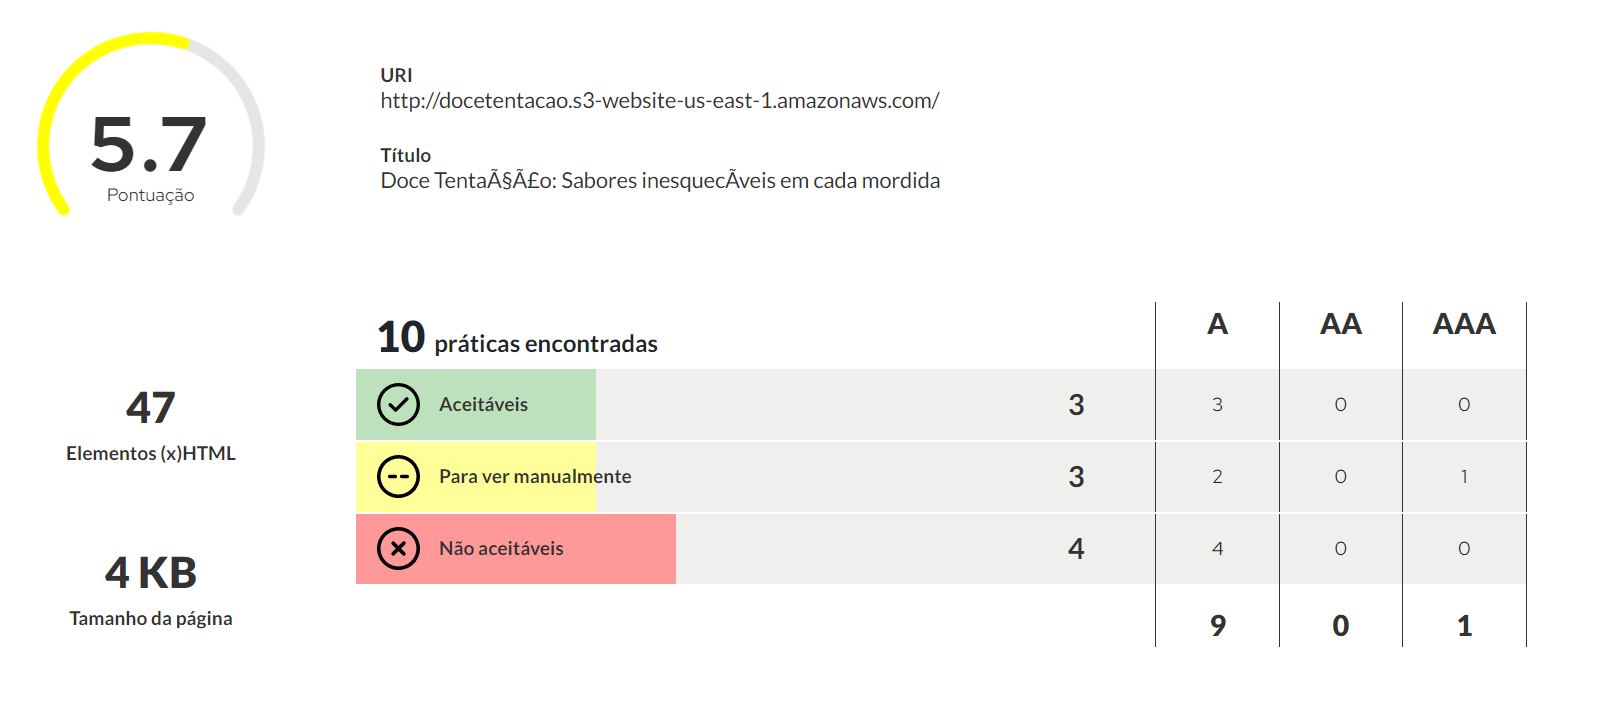 5.7
Pontuação
URI
http://docetentacao.s3-website-us-east-1.amazonaws.com/
Título
Doce TentaÃ§Ã£o: Sabores inesquecÃveis em cada mordida
47
Elementos (x)HTML
4 KB
Tamanho da página
10 práticas encontradas
A AA AAA
Aceitáveis 3 3 0 0
Para ver manualmente 3 2 0 1
Não aceitáveis 4 4 0 0
9 0 1